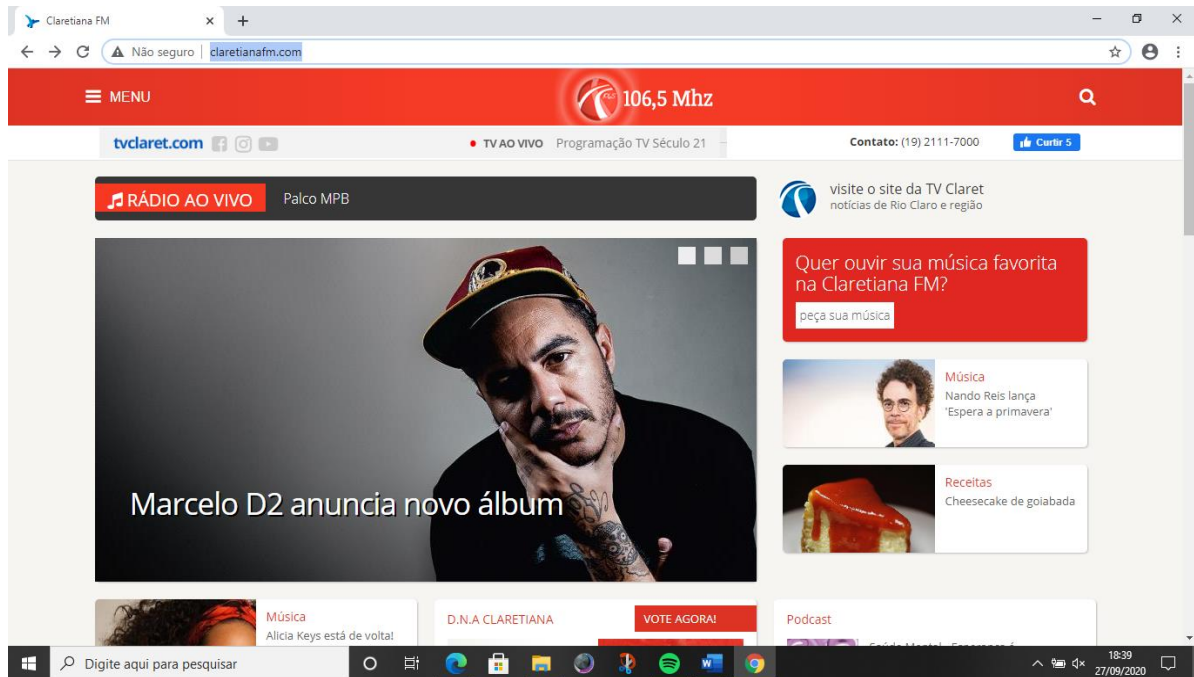 Claretiana FM
Não seguro | claretianafm.com
MENU
106,5 Mhz
tvclaret.com
TV AO VIVO Programação TV Século 21
Contato: (19) 2111-7000
Curtir 5
RÁDIO AO VIVO
Palco MPB
visite o site da TV Claret
notícias de Rio Claro e região
Marcelo D2 anuncia novo álbum
Quer ouvir sua música favorita
na Claretiana FM?
peça sua música
Música
Nando Reis lança
'Espera a primavera'
Receitas
Cheesecake de goiabada
Música
Alicia Keys está de volta!
D.N.A CLARETIANA
VOTE AGORA!
Podcast
Saúde Mental - Esperança é
Digite aqui para pesquisar
18:39
27/09/2020